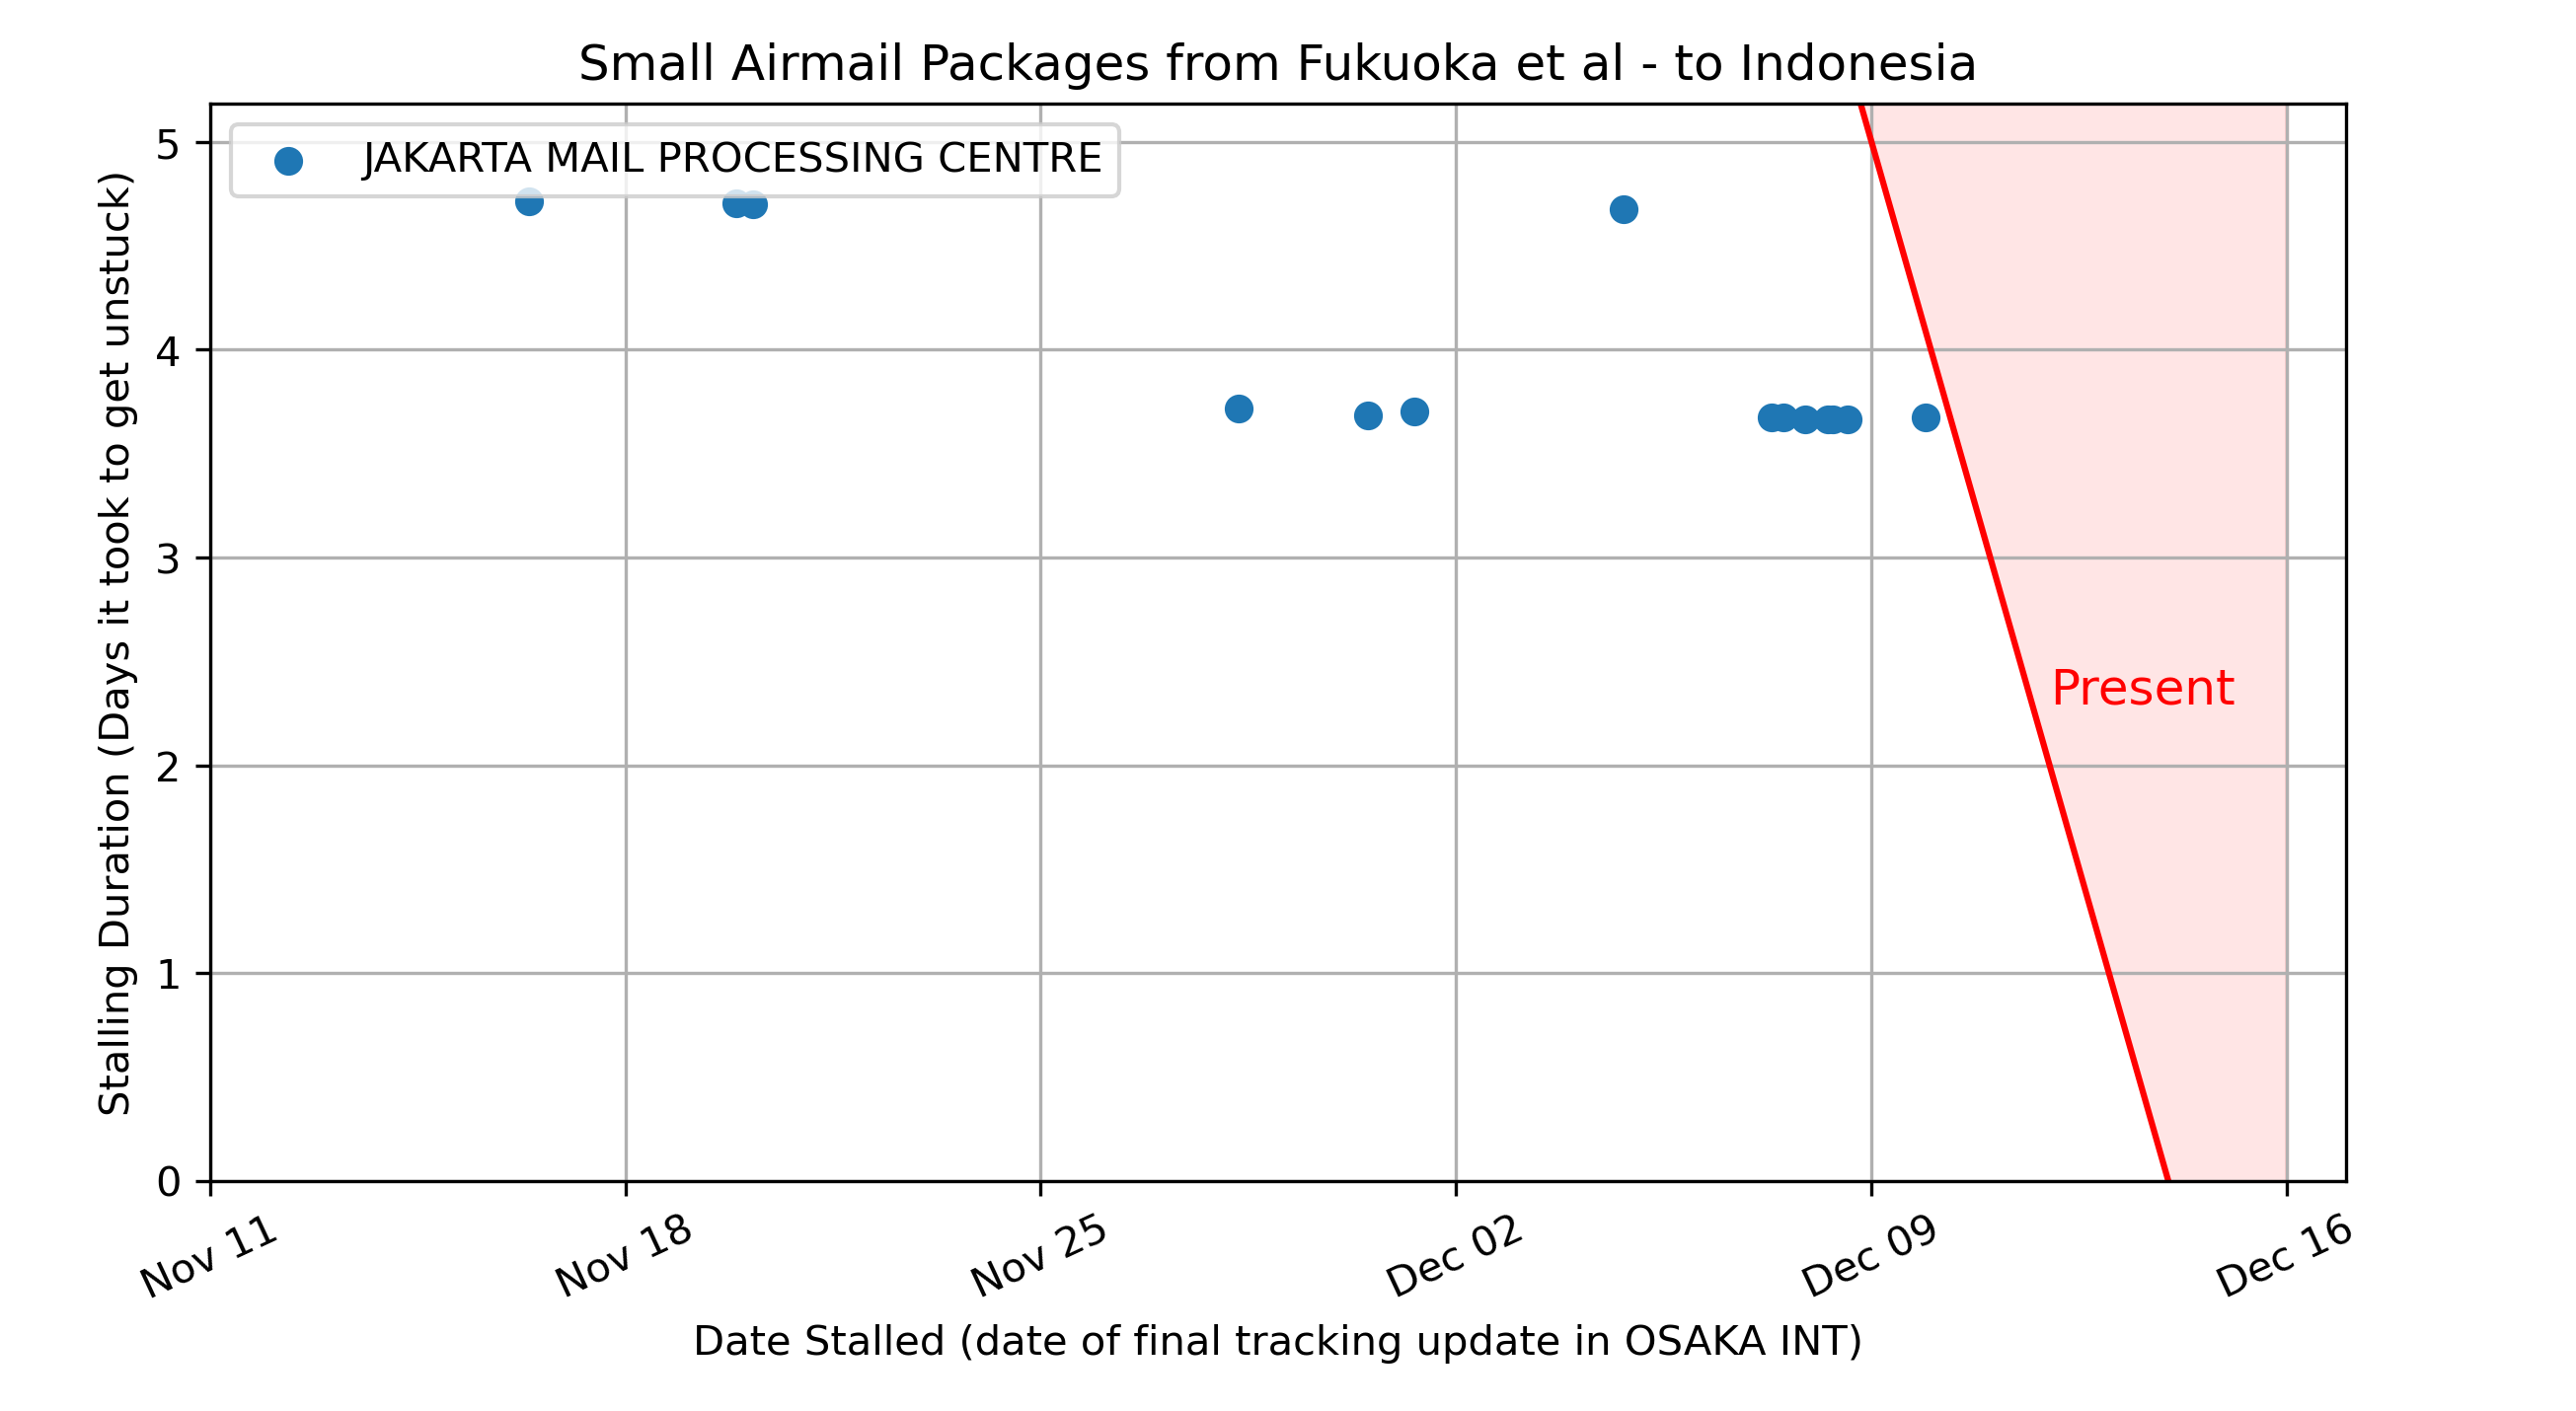 Small Airmail Packages from Fukuoka et al - to Indonesia
JAKARTA MAIL PROCESSING CENTRE
Stalling Duration (Days it took to get unstuck)
5
4
3
2
1
0
Present
Nov 11
Nov 18
Nov 25
Dec 02
Dec 09
Dec 16
Date Stalled (date of final tracking update in OSAKA INT)